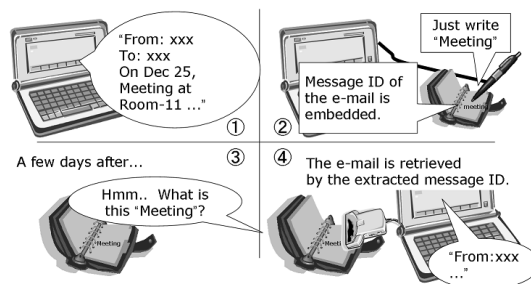 “From: xxx
To: xxx
On Dec 25,
Meeting at
Room-11 ...”
①
②
Just write
“Meeting”
Message ID of
the e-mail is
embedded.
meeting
A few days after...
③
Hmm.. What is
this “Meeting”?
Meeting
④
The e-mail is retrieved
by the extracted message ID.
Meeti
“From:xxx
...”